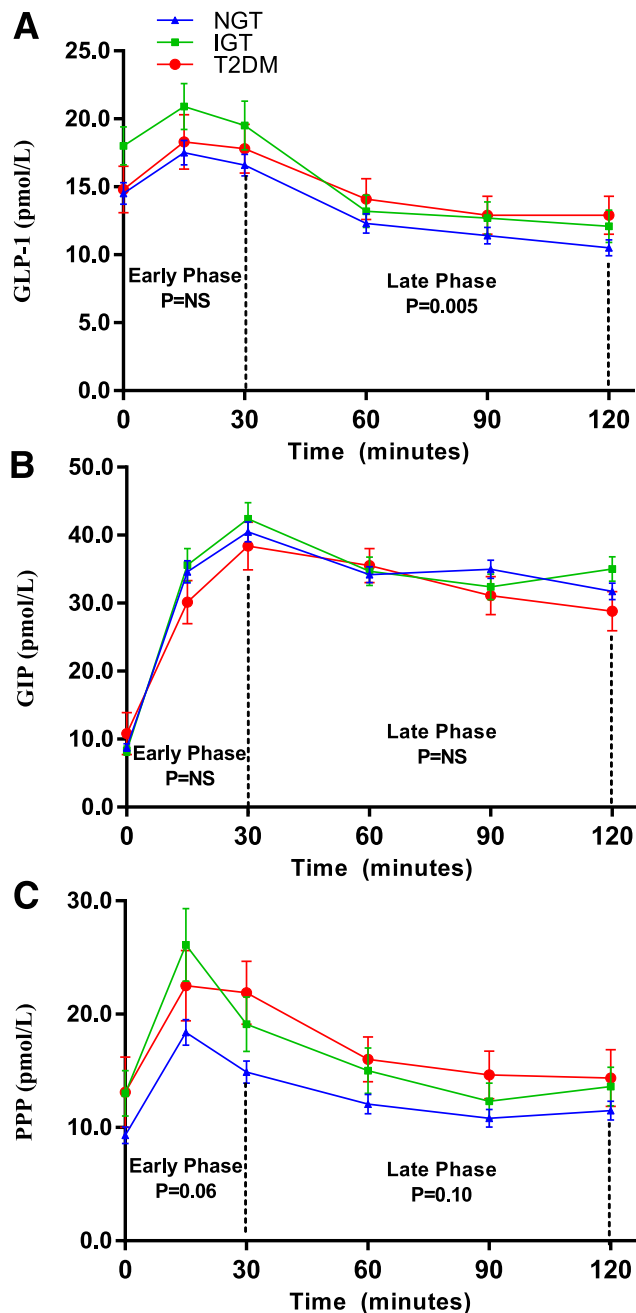 A
NGT
IGT
T2DM
25.0
20.0
15.0
10.0
5.0
0.0
GLP-1 (pmol/L)
Early Phase
P=NS
Late Phase
P=0.005
0 30 60 90 120
Time (minutes)
B
50.0
40.0
30.0
20.0
10.0
0.0
GIP (pmol/L)
Early Phase
P=NS
Late Phase
P=NS
0 30 60 90 120
Time (minutes)
C
30.0
20.0
10.0
0.0
PPP (pmol/L)
Early Phase
P=0.06
Late Phase
P=0.10
0 30 60 90 120
Time (minutes)